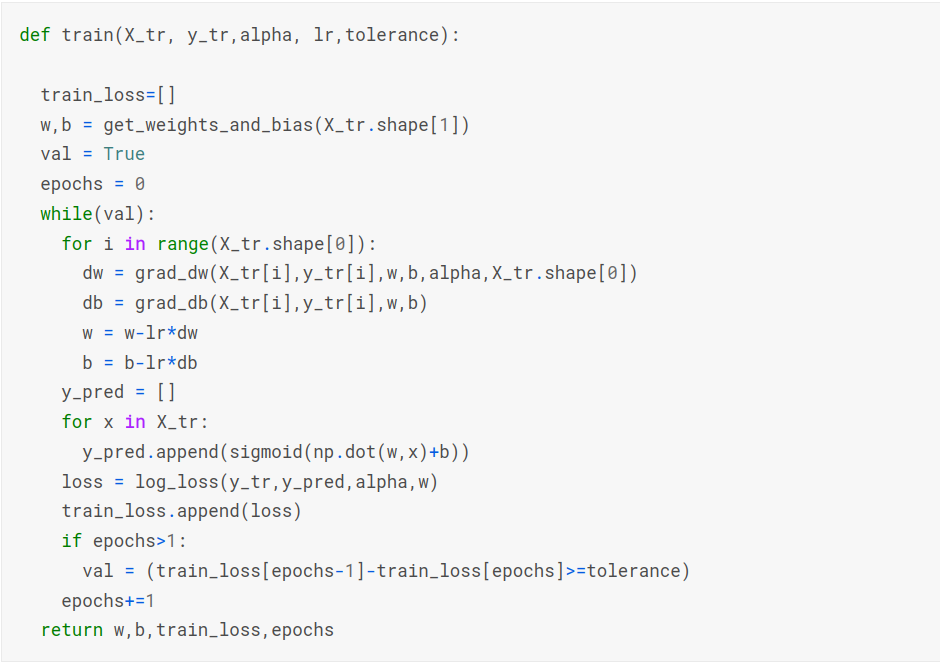 def train(X_tr, y_tr,alpha, lr,tolerance):

  train_loss=[]
  w,b = get_weights_and_bias(X_tr.shape[1])
  val = True
  epochs = 0
  while(val):
    for i in range(X_tr.shape[0]):
      dw = grad_dw(X_tr[i],y_tr[i],w,b,alpha,X_tr.shape[0])
      db = grad_db(X_tr[i],y_tr[i],w,b)
      w = w-lr*dw
      b = b-lr*db
    y_pred = []
    for x in X_tr:
      y_pred.append(sigmoid(np.dot(w,x)+b))
    loss = log_loss(y_tr,y_pred,alpha,w)
    train_loss.append(loss)
    if epochs>1:
      val = (train_loss[epochs-1]-train_loss[epochs]>=tolerance)
    epochs+=1
  return w,b,train_loss,epochs